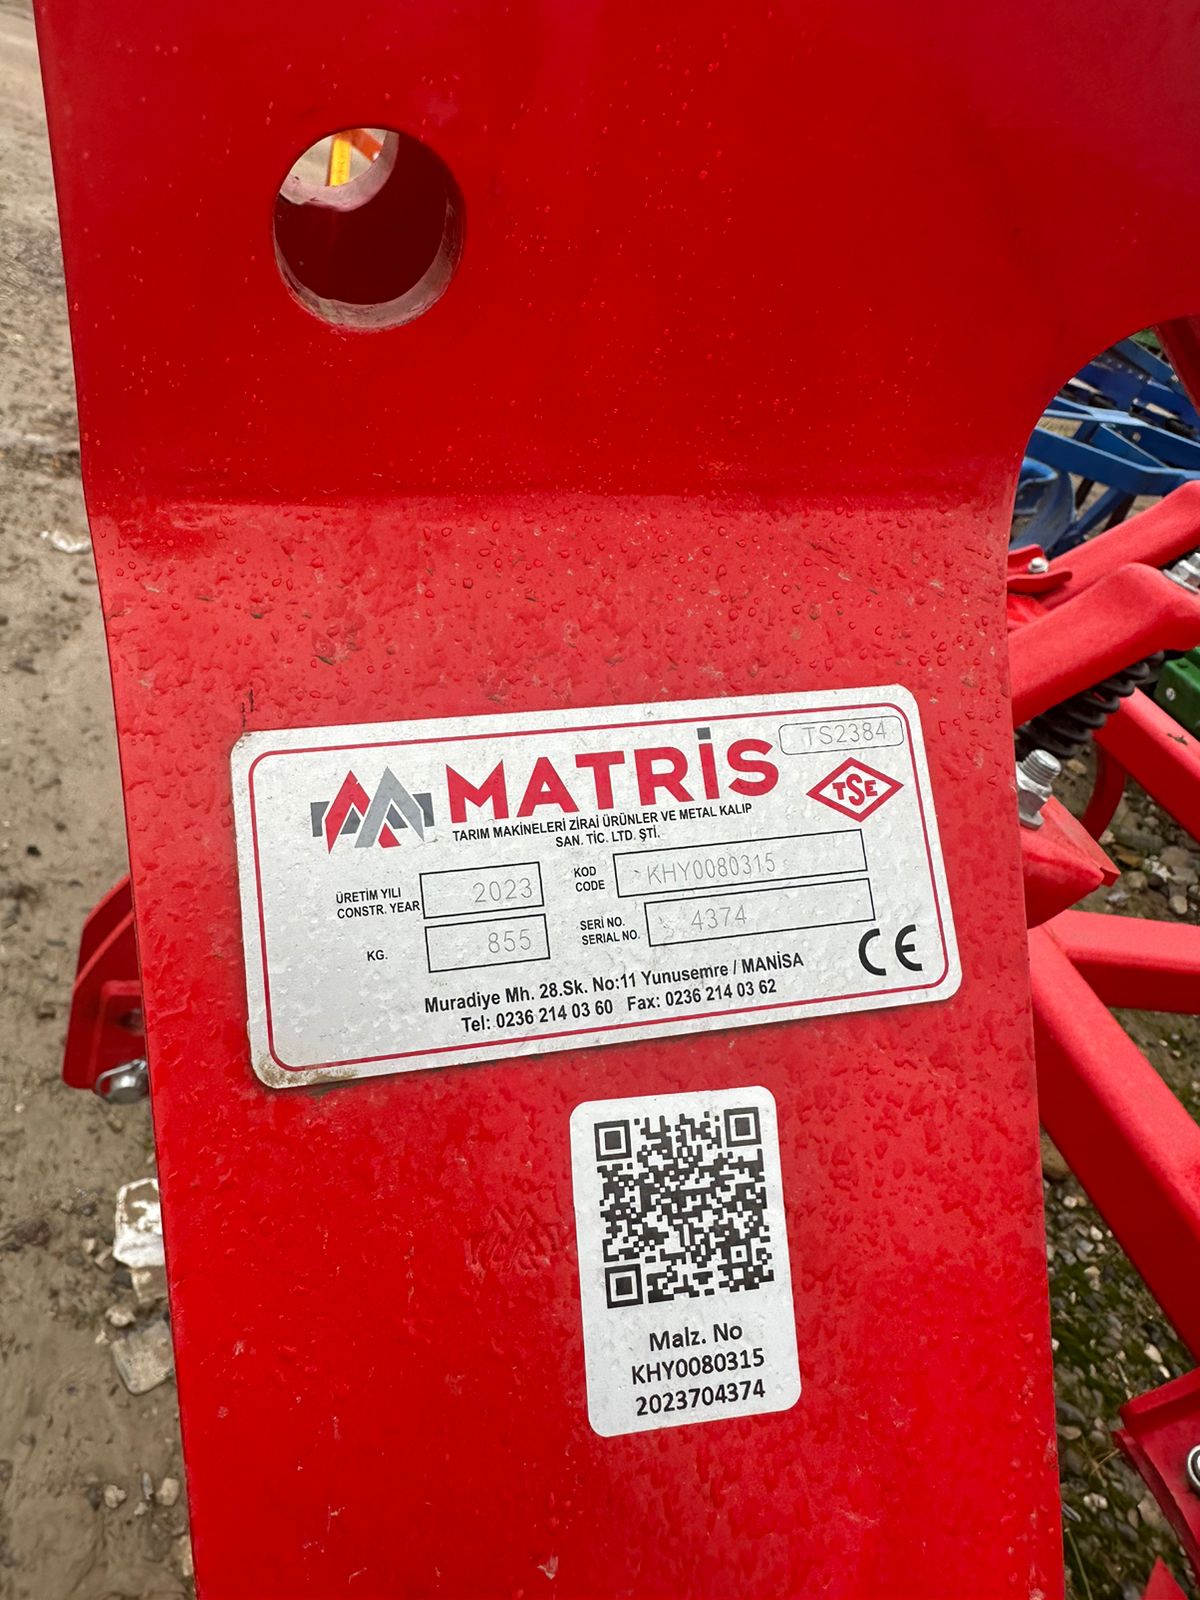 MATRİS
TS2384
TSE
TARIM MAKİNELERİ ZİRAİ ÜRÜNLER VE METAL KALIP
SAN. TİC. LTD. ŞTİ.
ÜRETİM YILI
CONSTR. YEAR
2023
KOD
CODE
KHY0080315
KG.
855
SERİ NO.
SERIAL NO.
4374
CE
Muradiye Mh. 28.Sk. No:11 Yunusemre / MANİSA
Tel: 0236 214 03 60 Fax: 0236 214 03 62
Malz. No
KHY0080315
2023704374